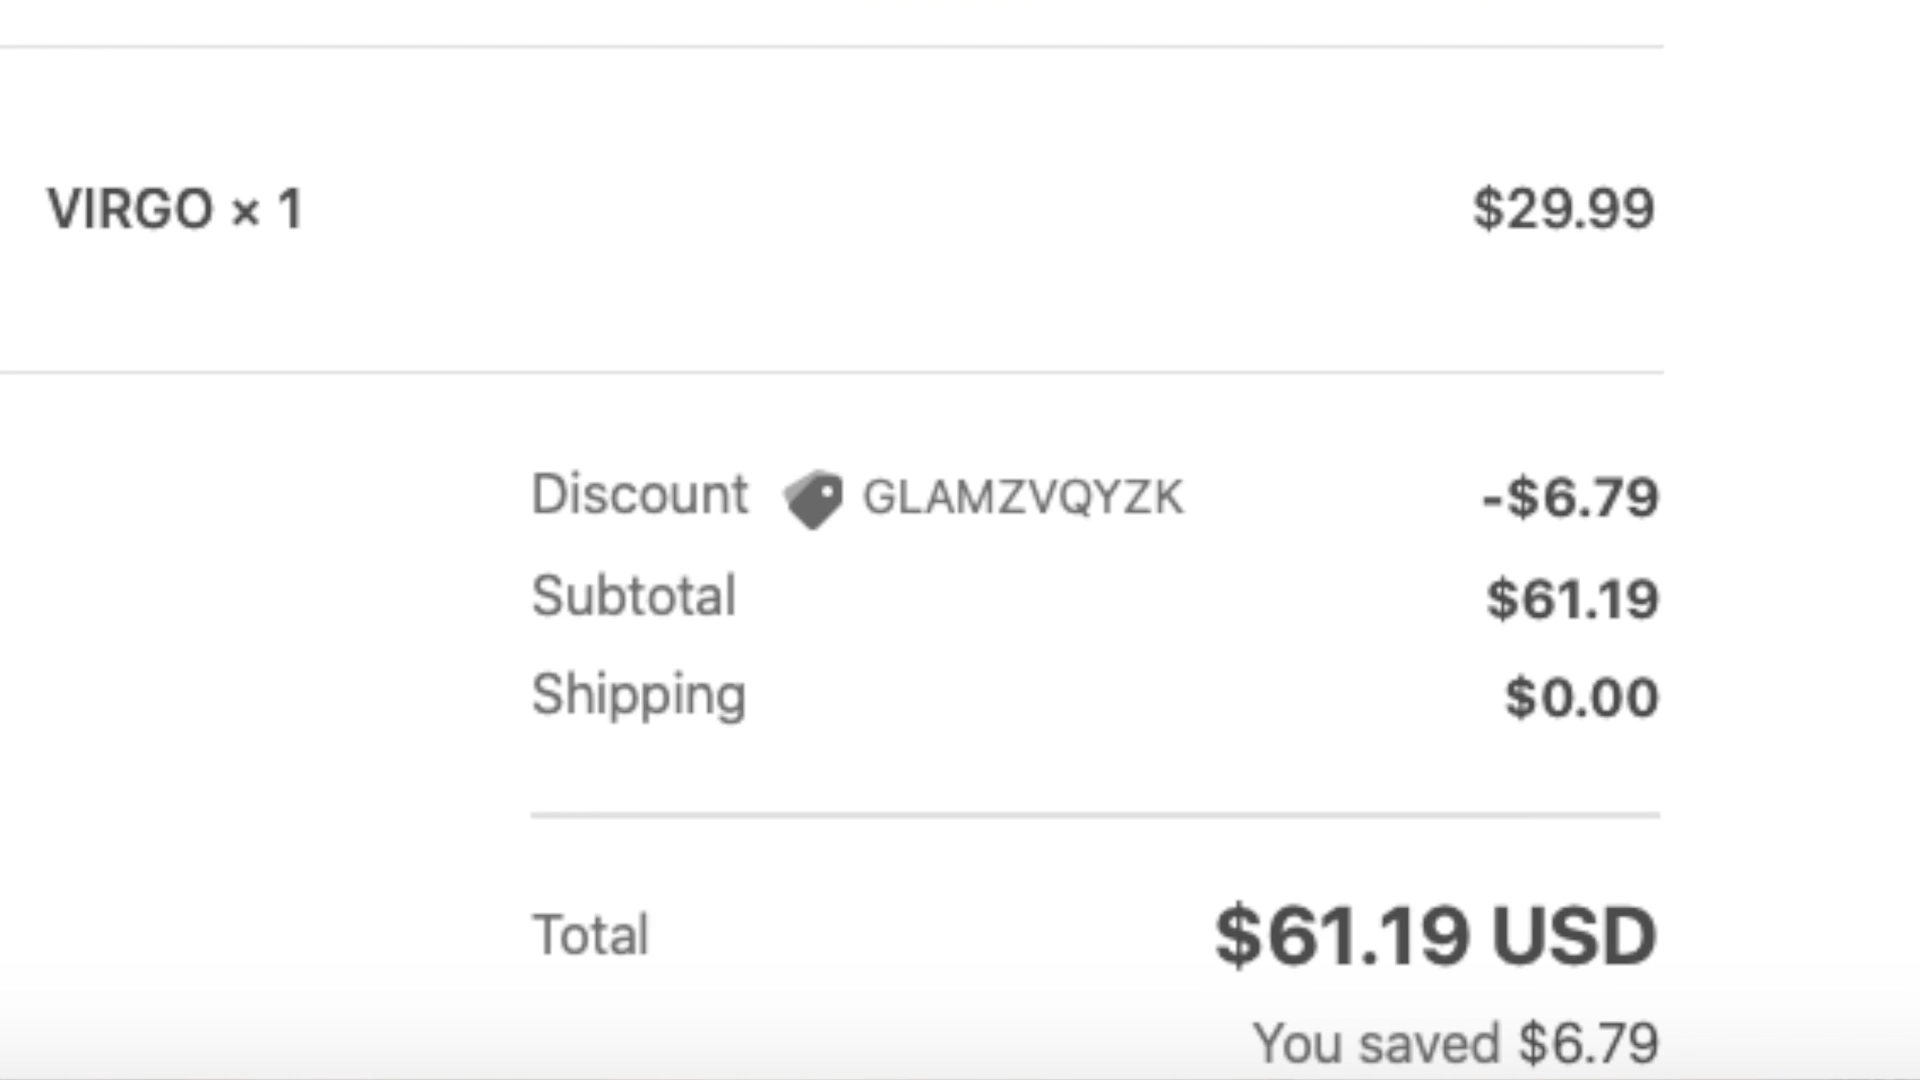 VIRGO × 1 $29.99
Discount GLAMZVQYZK -$6.79
Subtotal $61.19
Shipping $0.00
Total $61.19 USD
You saved $6.79